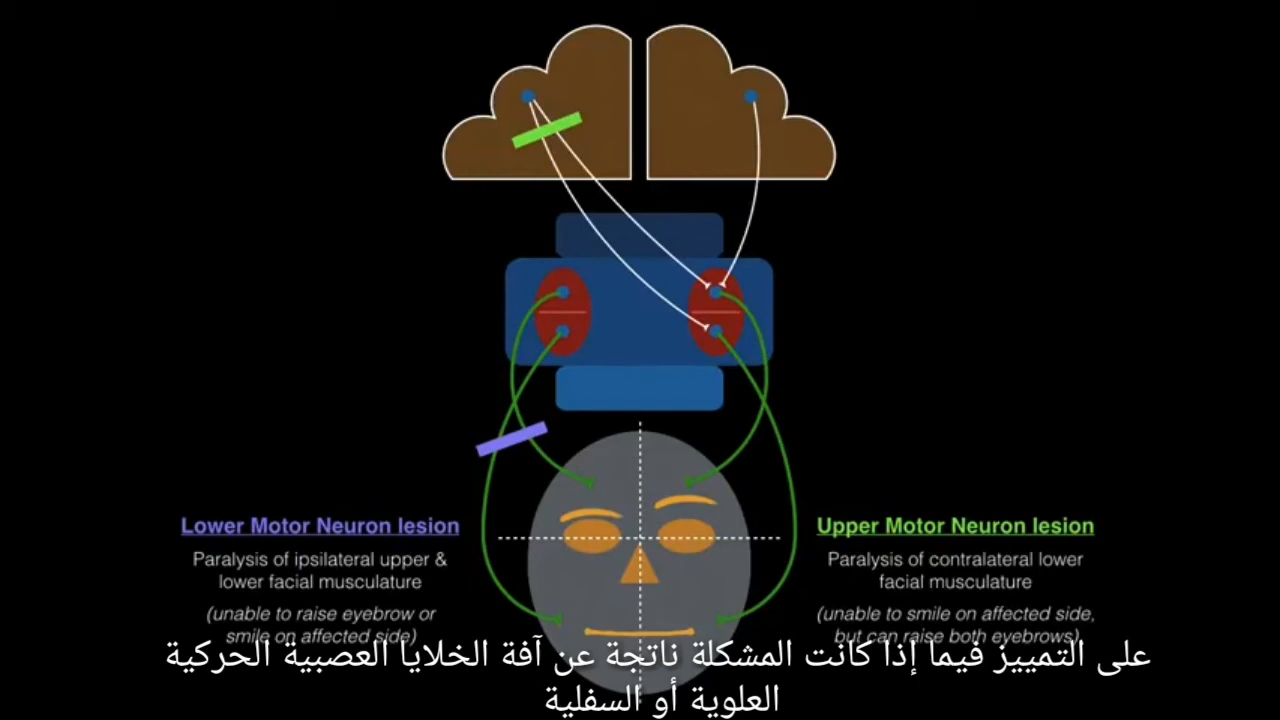 Lower Motor Neuron lesion
Paralysis of ipsilateral upper &
lower facial musculature
(unable to raise eyebrow or
smile on affected side)
Upper Motor Neuron lesion
Paralysis of contralateral lower
facial musculature
(unable to smile on affected side,
but can raise both eyebrows)
على التمييز فيما إذا كانت المشكلة ناتجة عن آفة الخلايا العصبية الحركية
العلوية أو السفلية